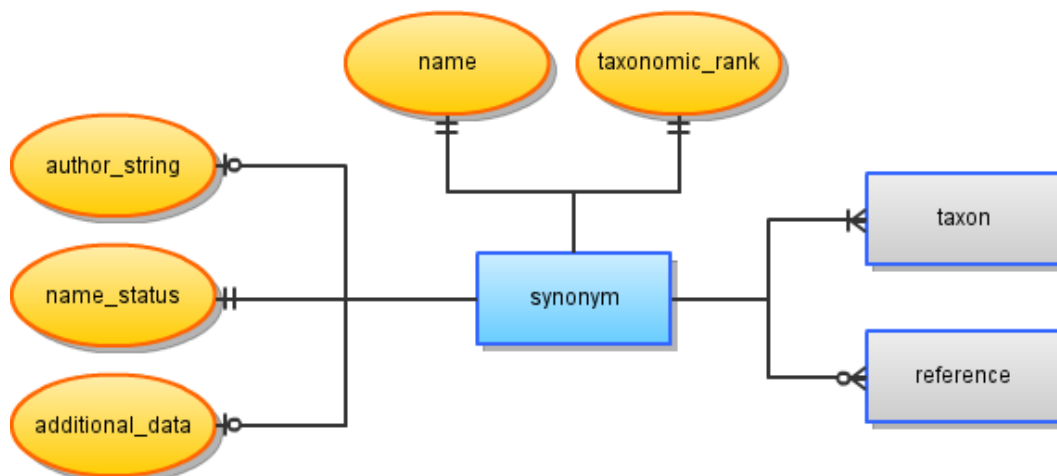 name
taxonomic_rank
author_string
taxon
name_status
synonym
reference
additional_data